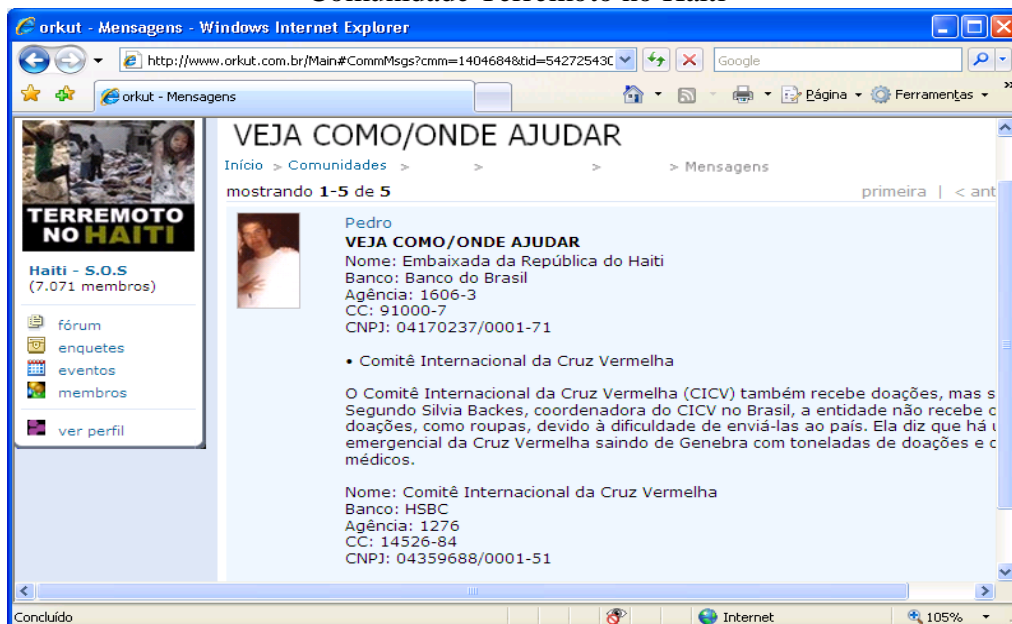 Comunidade Terremoto no Haiti
orkut - Mensagens - Windows Internet Explorer
http://www.orkut.com.br/Main#CommMsgs?cmm=1404684&tid=54272543
Google
orkut - Mensagens
Página
Ferramentas
TERREMOTO
NO HAITI
Haiti - S.O.S
(7.071 membros)
fórum
enquetes
eventos
membros
ver perfil
VEJA COMO/ONDE AJUDAR
Início > Comunidades > > > > Mensagens
mostrando 1-5 de 5
primeira | < ant
Pedro
VEJA COMO/ONDE AJUDAR
Nome: Embaixada da República do Haiti
Banco: Banco do Brasil
Agência: 1606-3
CC: 91000-7
CNPJ: 04170237/0001-71
• Comitê Internacional da Cruz Vermelha
O Comitê Internacional da Cruz Vermelha (CICV) também recebe doações, mas s
Segundo Silvia Backes, coordenadora do CICV no Brasil, a entidade não recebe
doações, como roupas, devido à dificuldade de enviá-las ao país. Ela diz que há
emergencial da Cruz Vermelha saindo de Genebra com toneladas de doações e
médicos.
Nome: Comitê Internacional da Cruz Vermelha
Banco: HSBC
Agência: 1276
CC: 14526-84
CNPJ: 04359688/0001-51
Concluído
Internet
105%